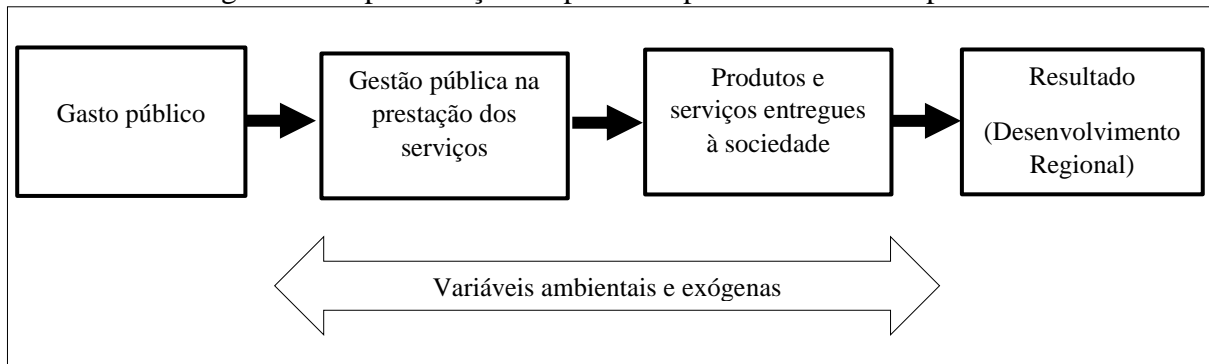 Gasto público
Gestão pública na
prestação dos
serviços
Produtos e
serviços entregues
à sociedade
Resultado
(Desenvolvimento
Regional)
Variáveis ambientais e exógenas